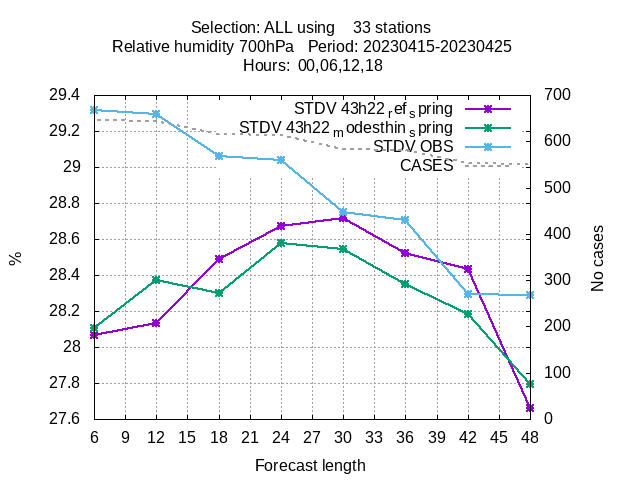 Selection: ALL using 33 stations
Relative humidity 700hPa Period: 20230415-20230425
Hours: 00,06,12,18
29.4
29.2
29
28.8
28.6
28.4
28.2
28
27.8
27.6
%
700
600
500
400
300
200
100
0
No cases
STDV 43h22 ref spring
STDV 43h22 modesthin spring
STDV OBS
CASES
6 9 12 15 18 21 24 27 30 33 36 39 42 45 48
Forecast length